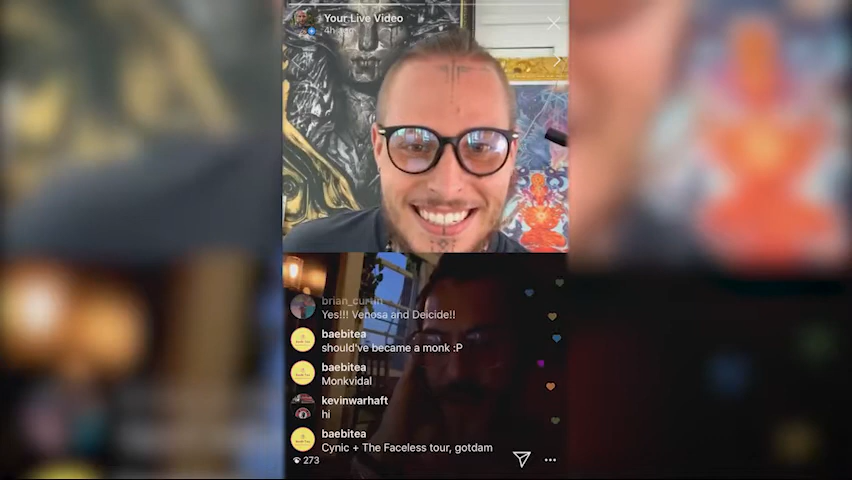 Your Live Video
4h ago
brian_curtin
Yes!!! Venosa and Deicide!!
baebitea
should've became a monk :P
baebitea
Monkvidal
kevinwarhaft
hi
baebitea
Cynic + The Faceless tour, gotdam
273